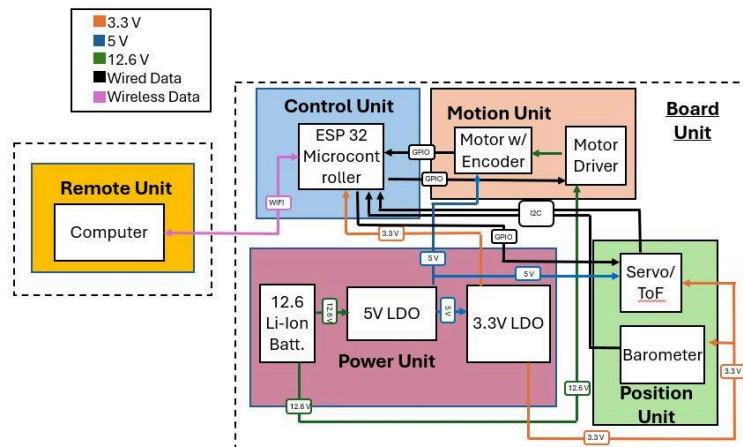 3.3 V
5 V
12.6 V
Wired Data
Wireless Data
Board
Unit
Control Unit
Motion Unit
ESP 32
Microcont
roller
GPIO
Motor w/
Encoder
Motor
Driver
GPIO
Remote Unit
Computer
WIFI
I2C
3.3 V
GPIO
5 V
5 V
Servo/
ToF
12.6
Li-Ion
Batt.
12.6 V
5V LDO
5 V
3.3V LDO
Power Unit
Barometer
Position
Unit
12.6 V
12.6 V
3.3 V
3.3 V